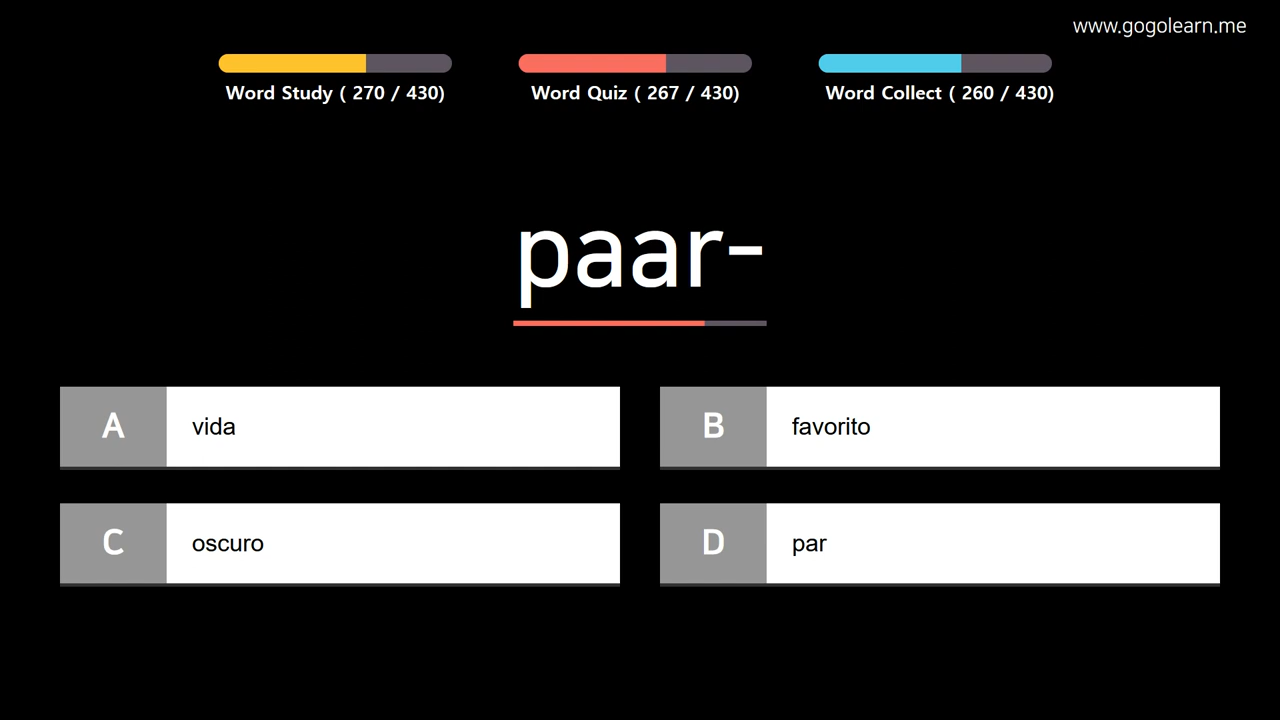 www.gogolearn.me
Word Study ( 270 / 430)
Word Quiz ( 267 / 430)
Word Collect ( 260 / 430)
paar-
A vida
B favorito
C oscuro
D par